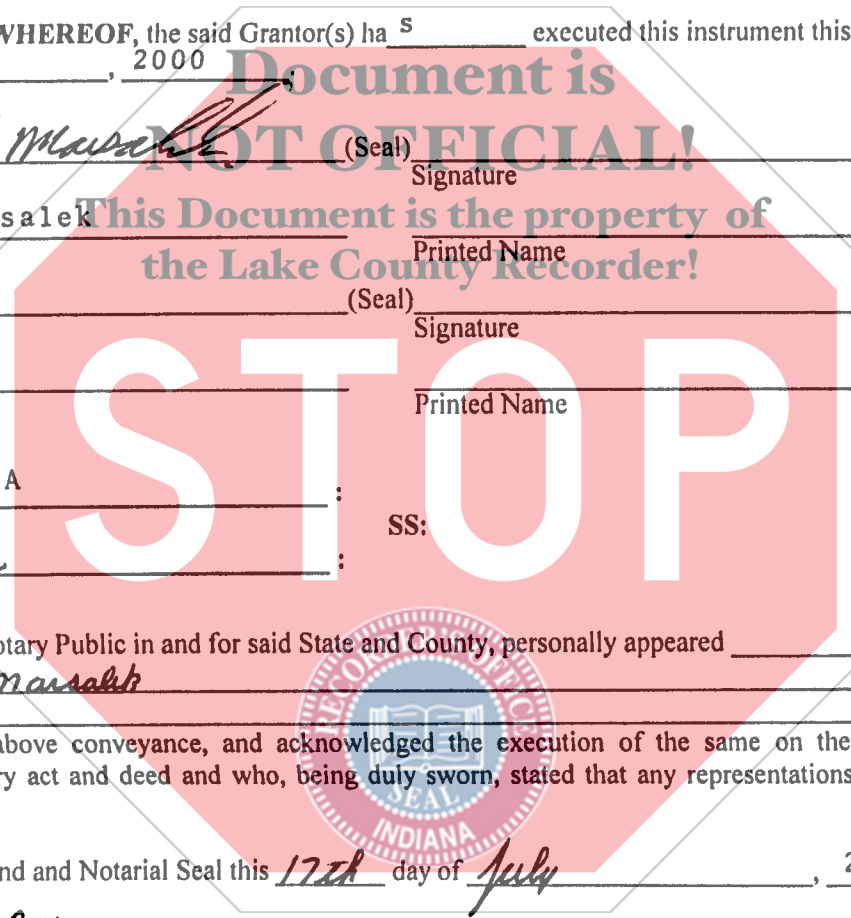 WHEREOF, the said Grantor(s) ha s executed this instrument this
, 2000 .
Document is
Marsalek (Seal)
NOT OFFICIAL!
Signature
salek
This Document is the property of
Printed Name
the Lake County Recorder!
(Seal)
Signature
STOP
Printed Name
A :
SS:
:
otary Public in and for said State and County, personally appeared
Marsalek
above conveyance, and acknowledged the execution of the same on the
ry act and deed and who, being duly sworn, stated that any representations
RECORDER'S OFFICE
SEAL
INDIANA
nd and Notarial Seal this 17th day of July , 2